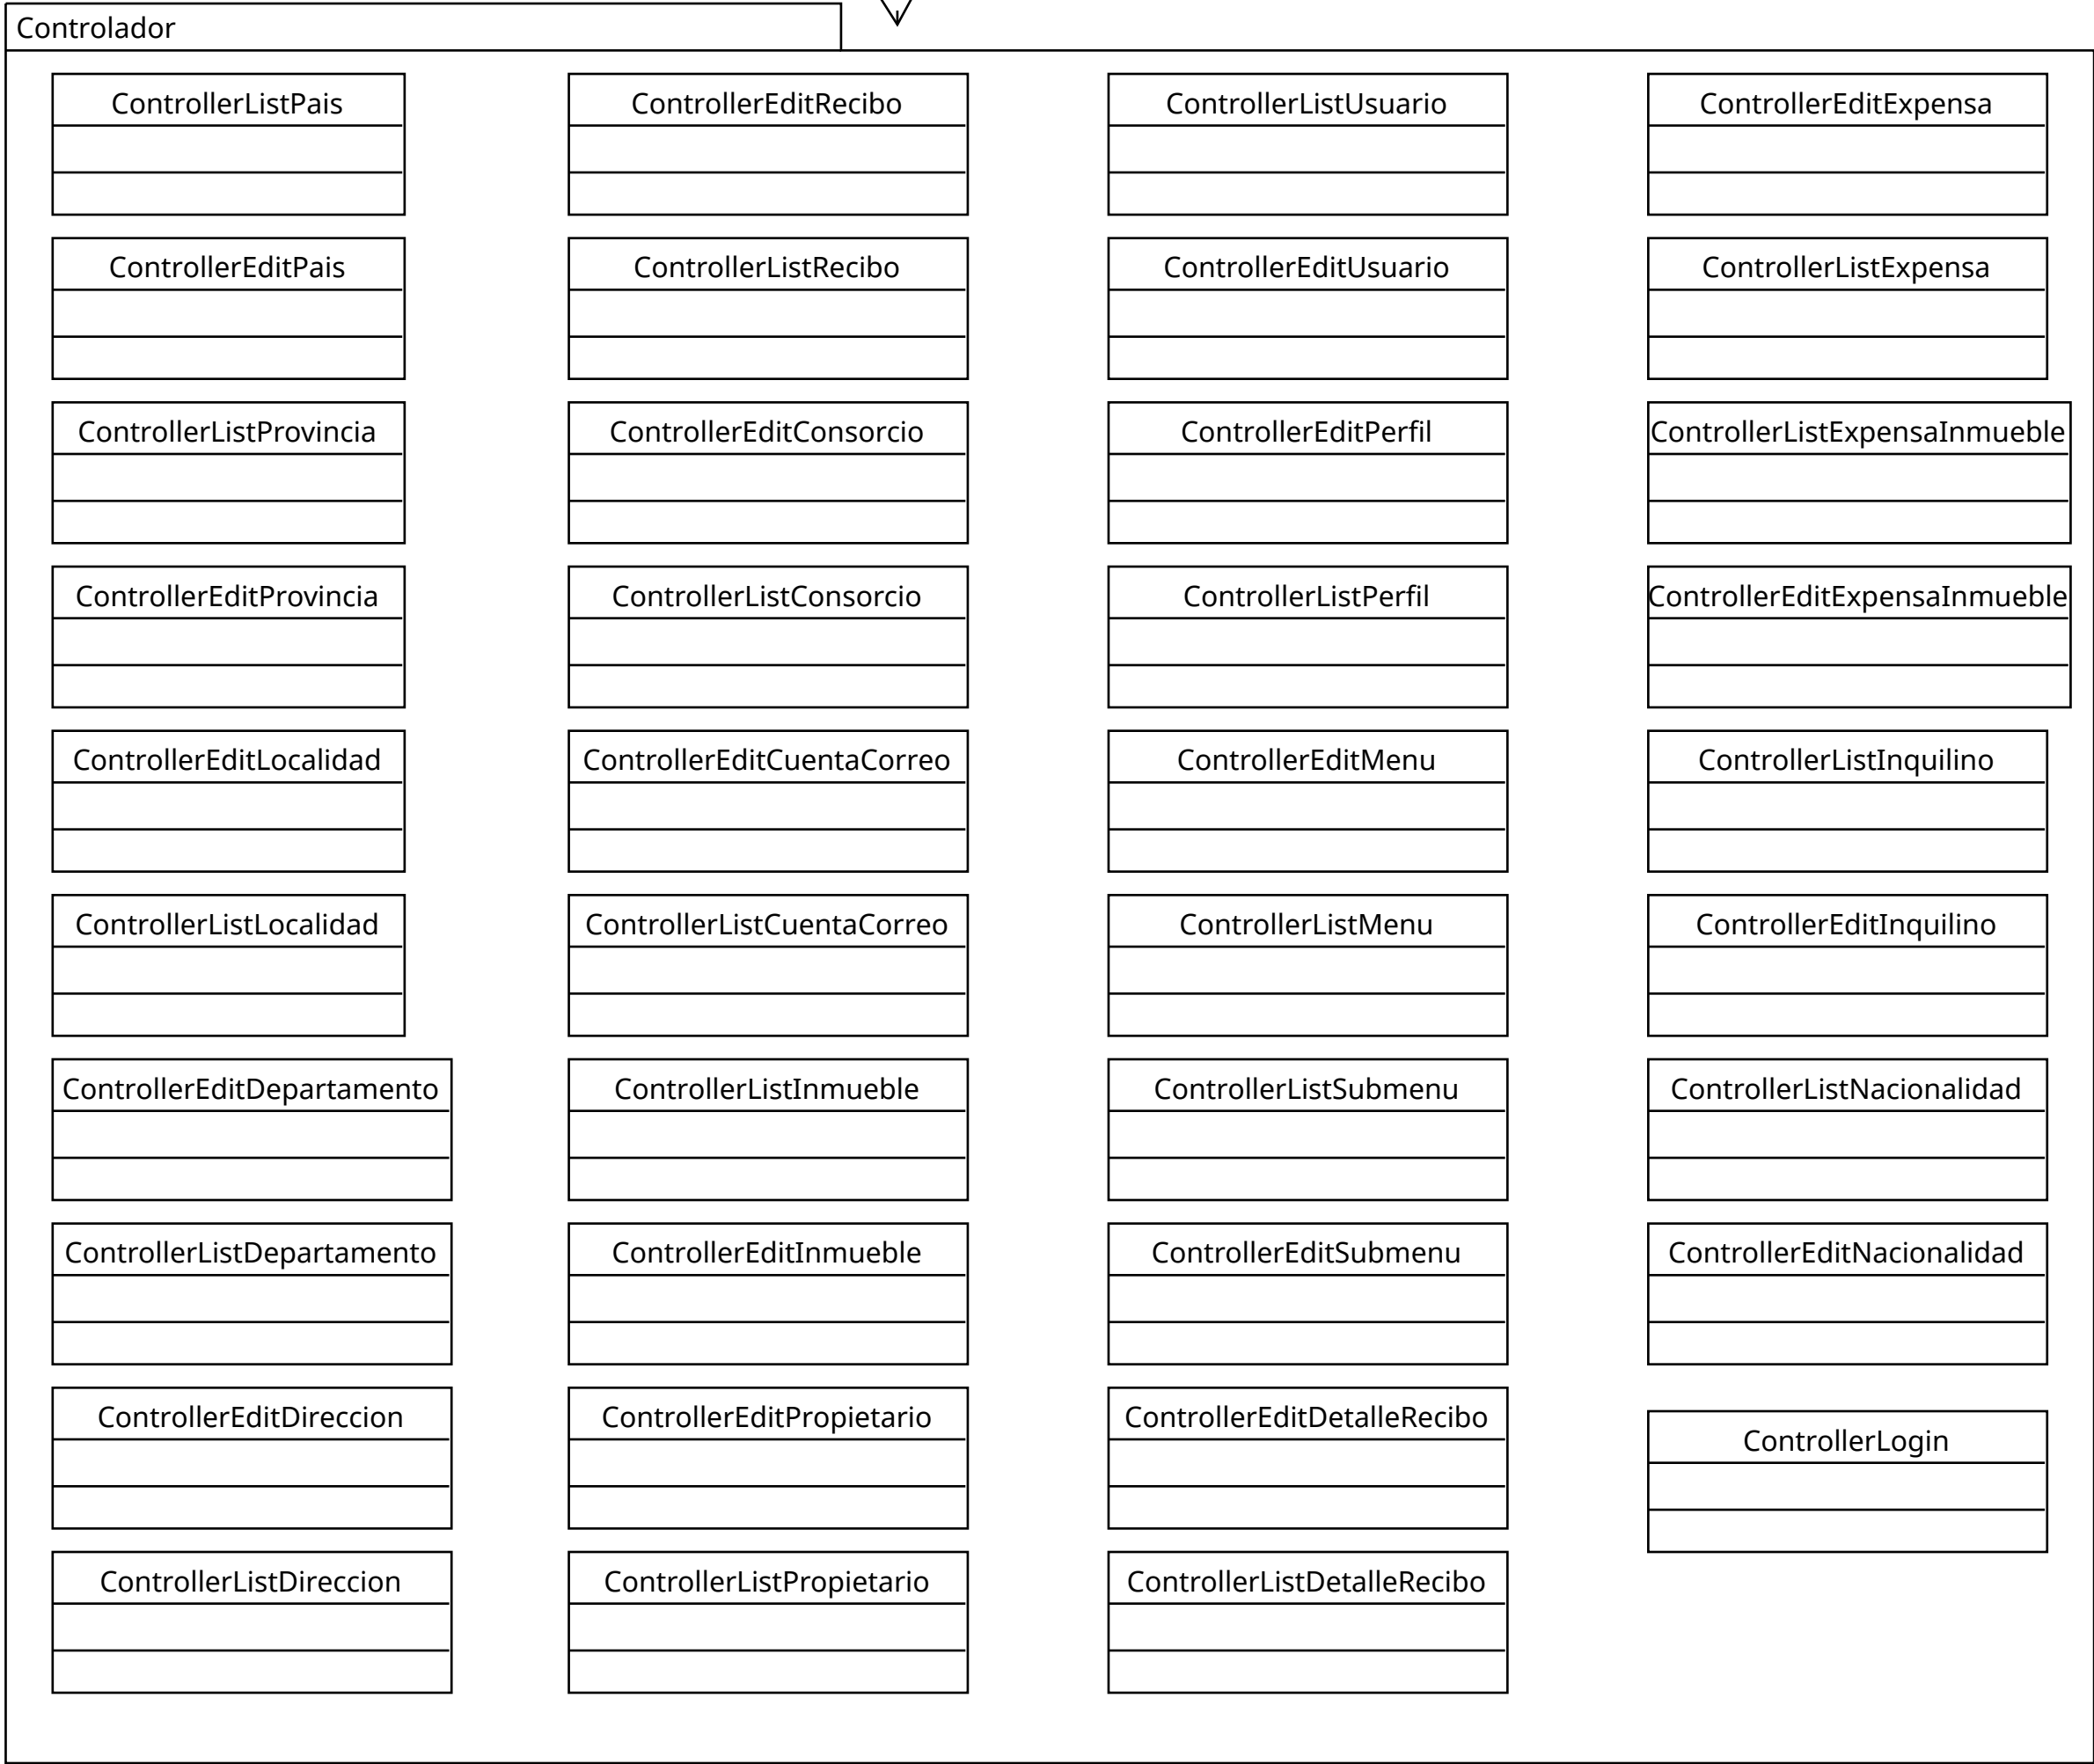 Controlador
ControllerListPais
ControllerEditRecibo
ControllerListUsuario
ControllerEditExpensa
ControllerEditPais
ControllerListRecibo
ControllerEditUsuario
ControllerListExpensa
ControllerListProvincia
ControllerEditConsorcio
ControllerEditPerfil
ControllerListExpensaInmueble
ControllerEditProvincia
ControllerListConsorcio
ControllerListPerfil
ControllerEditExpensaInmueble
ControllerEditLocalidad
ControllerEditCuentaCorreo
ControllerEditMenu
ControllerListInquilino
ControllerListLocalidad
ControllerListCuentaCorreo
ControllerListMenu
ControllerEditInquilino
ControllerEditDepartamento
ControllerListInmueble
ControllerListSubmenu
ControllerListNacionalidad
ControllerListDepartamento
ControllerEditInmueble
ControllerEditSubmenu
ControllerEditNacionalidad
ControllerEditDireccion
ControllerEditPropietario
ControllerEditDetalleRecibo
ControllerLogin
ControllerListDireccion
ControllerListPropietario
ControllerListDetalleRecibo